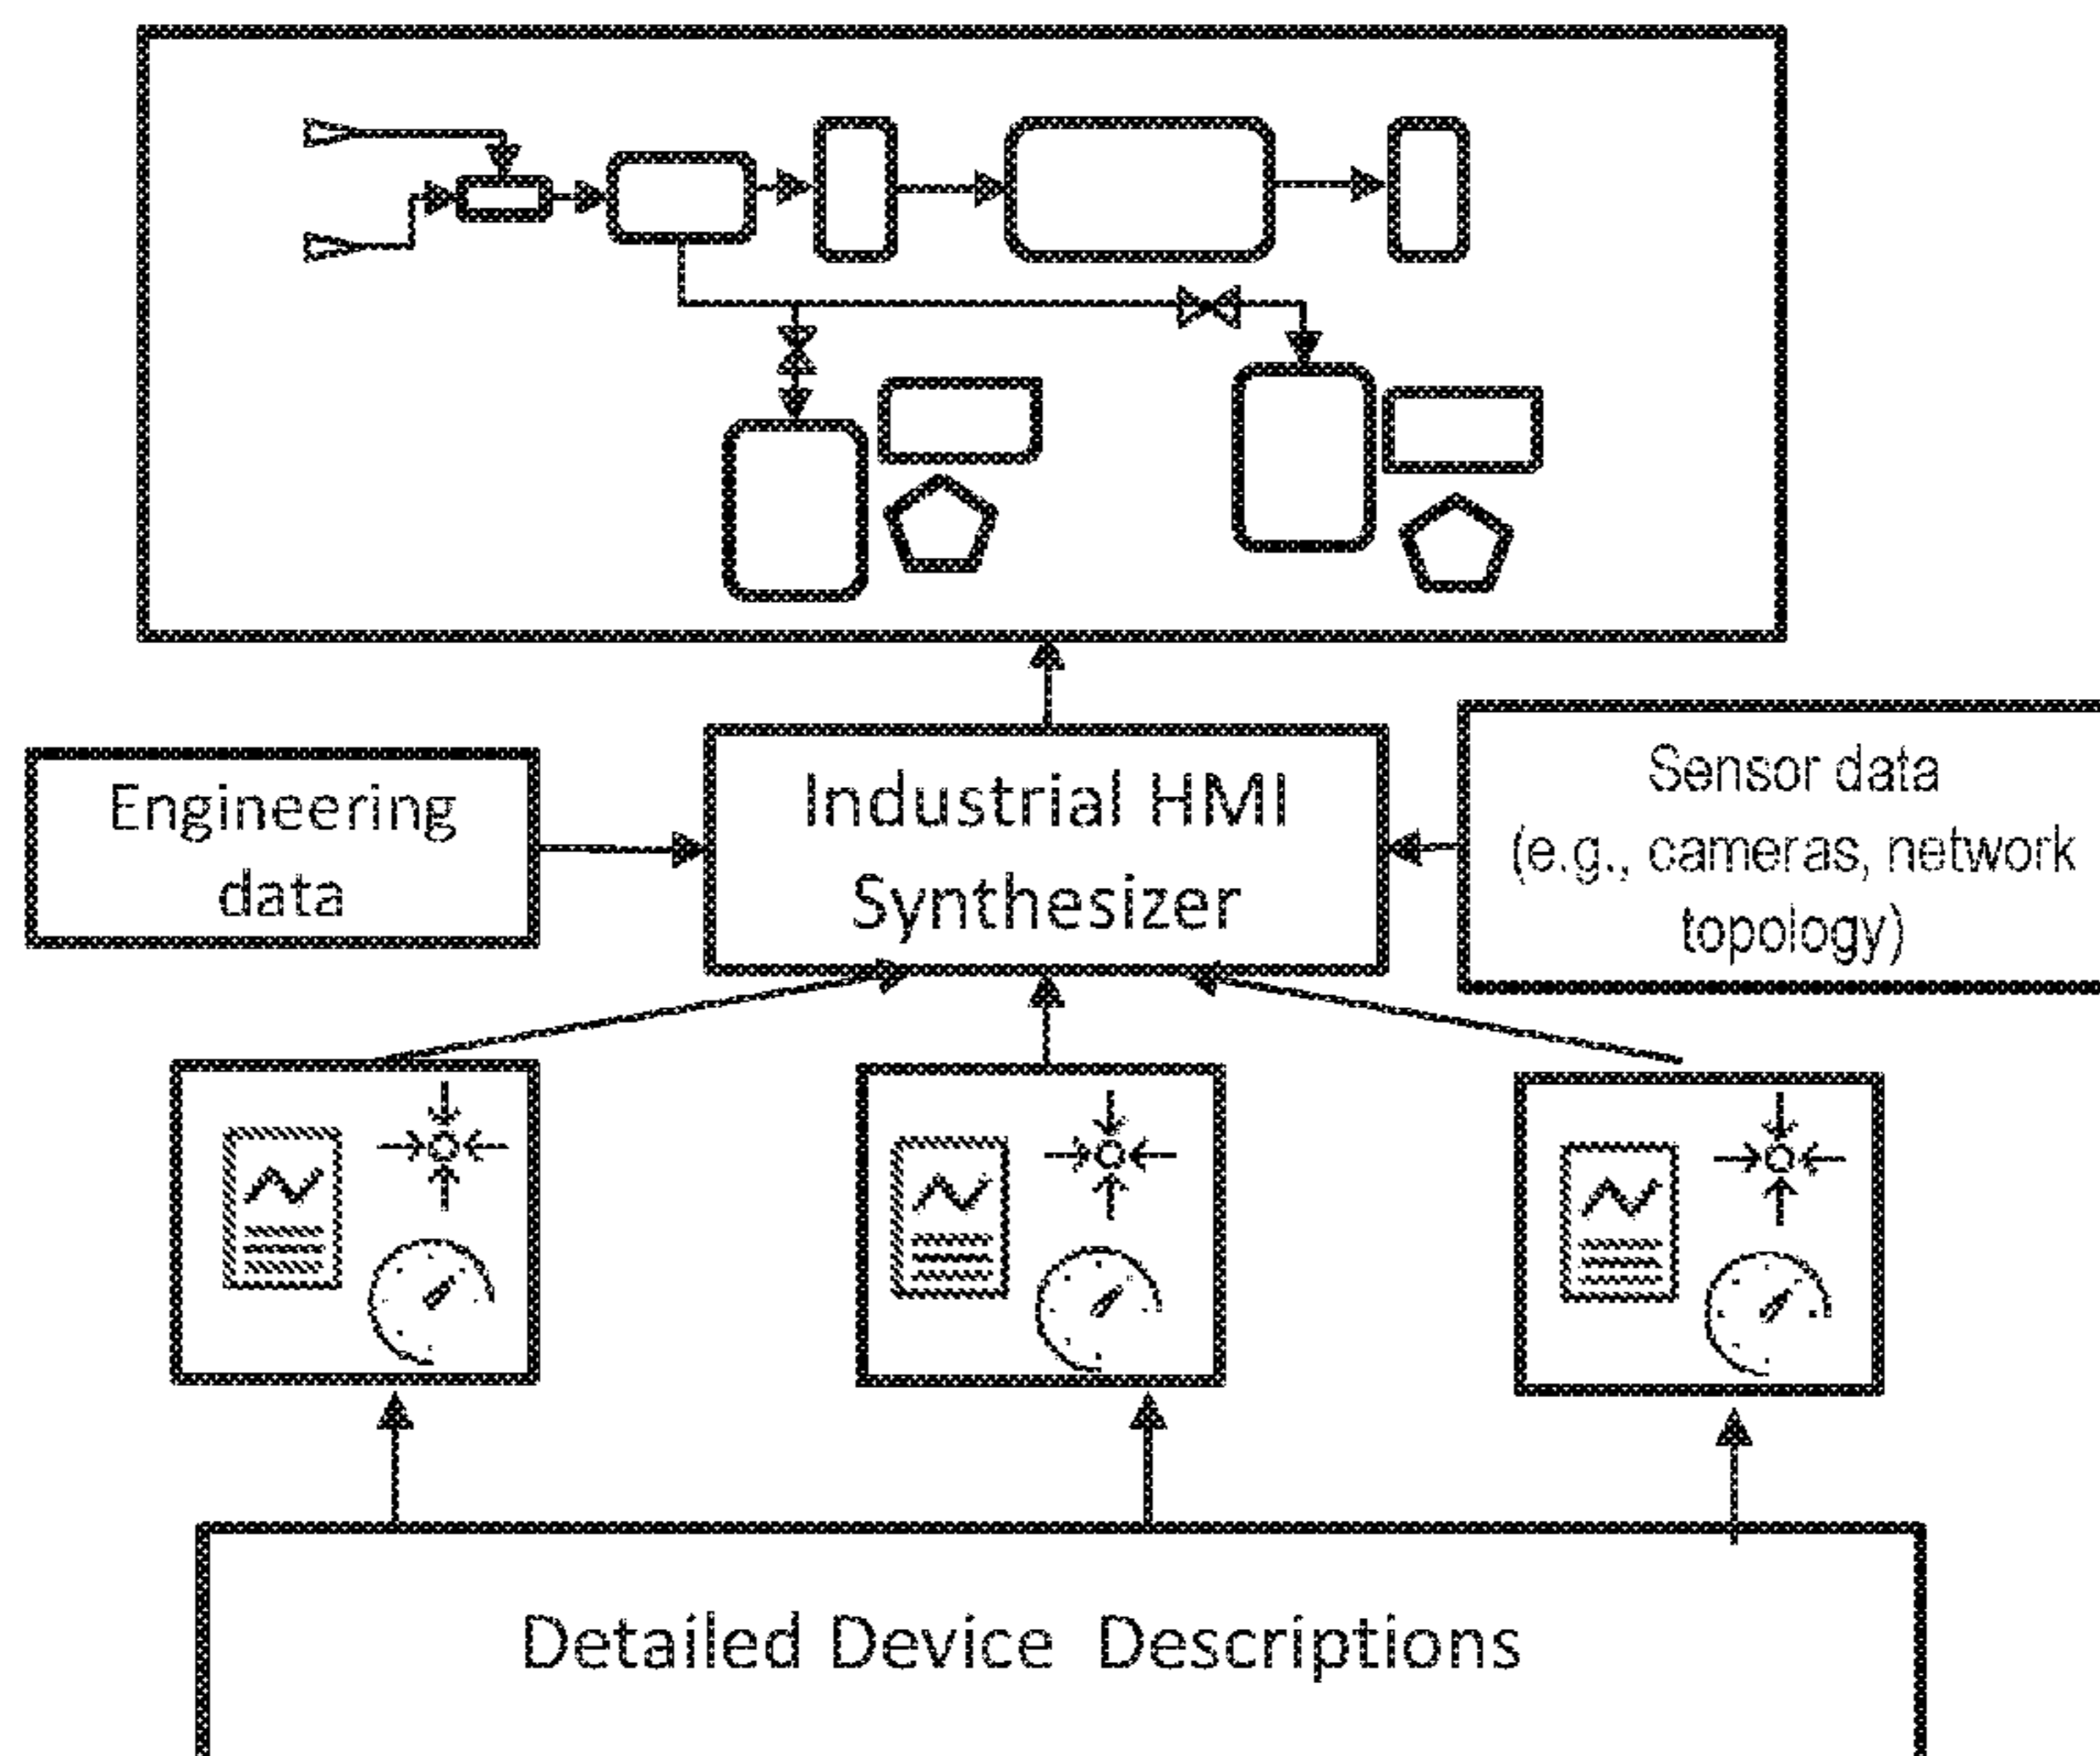 Engineering
data
Industrial HMI
Synthesizer
Sensor data
(e.g., cameras, network
topology)
Detailed Device Descriptions